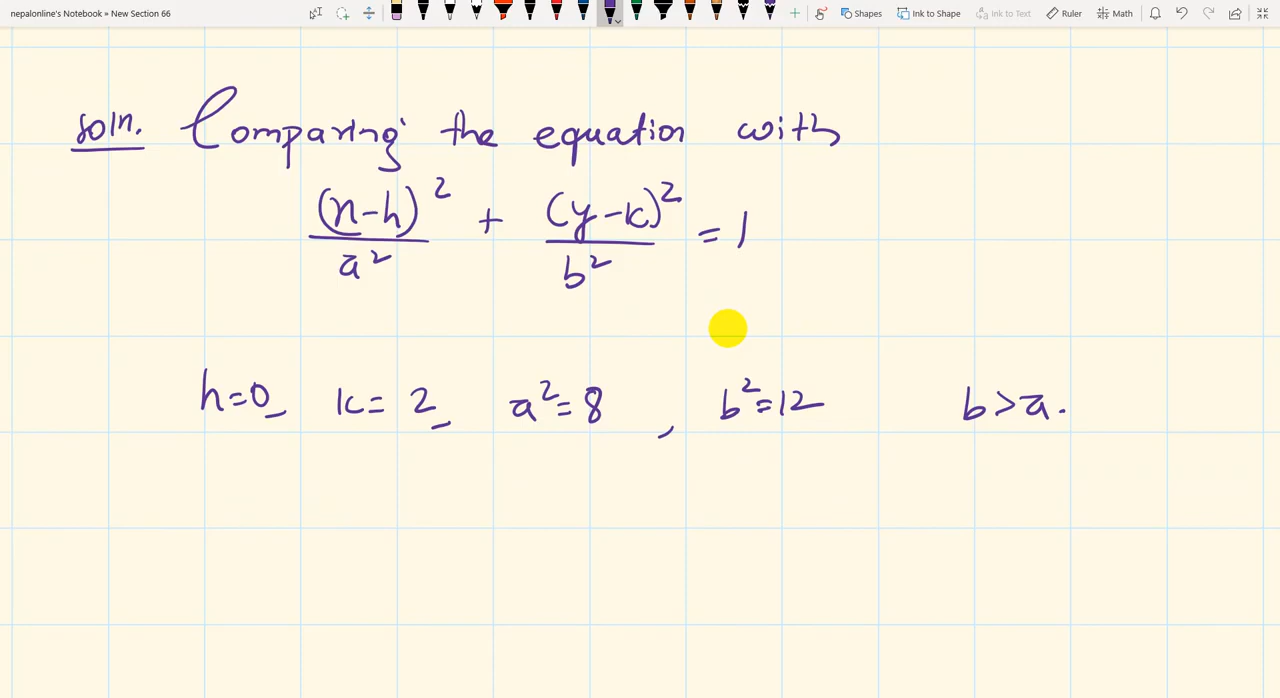 nepalonline's Notebook » New Section 66
Shapes Ink to Shape Ink to Text Ruler Math
soln. Comparing the equation with
(x-h)²/a² + (y-k)²/b² = 1
h=0, k=2, a²=8, b²=12 b>a.